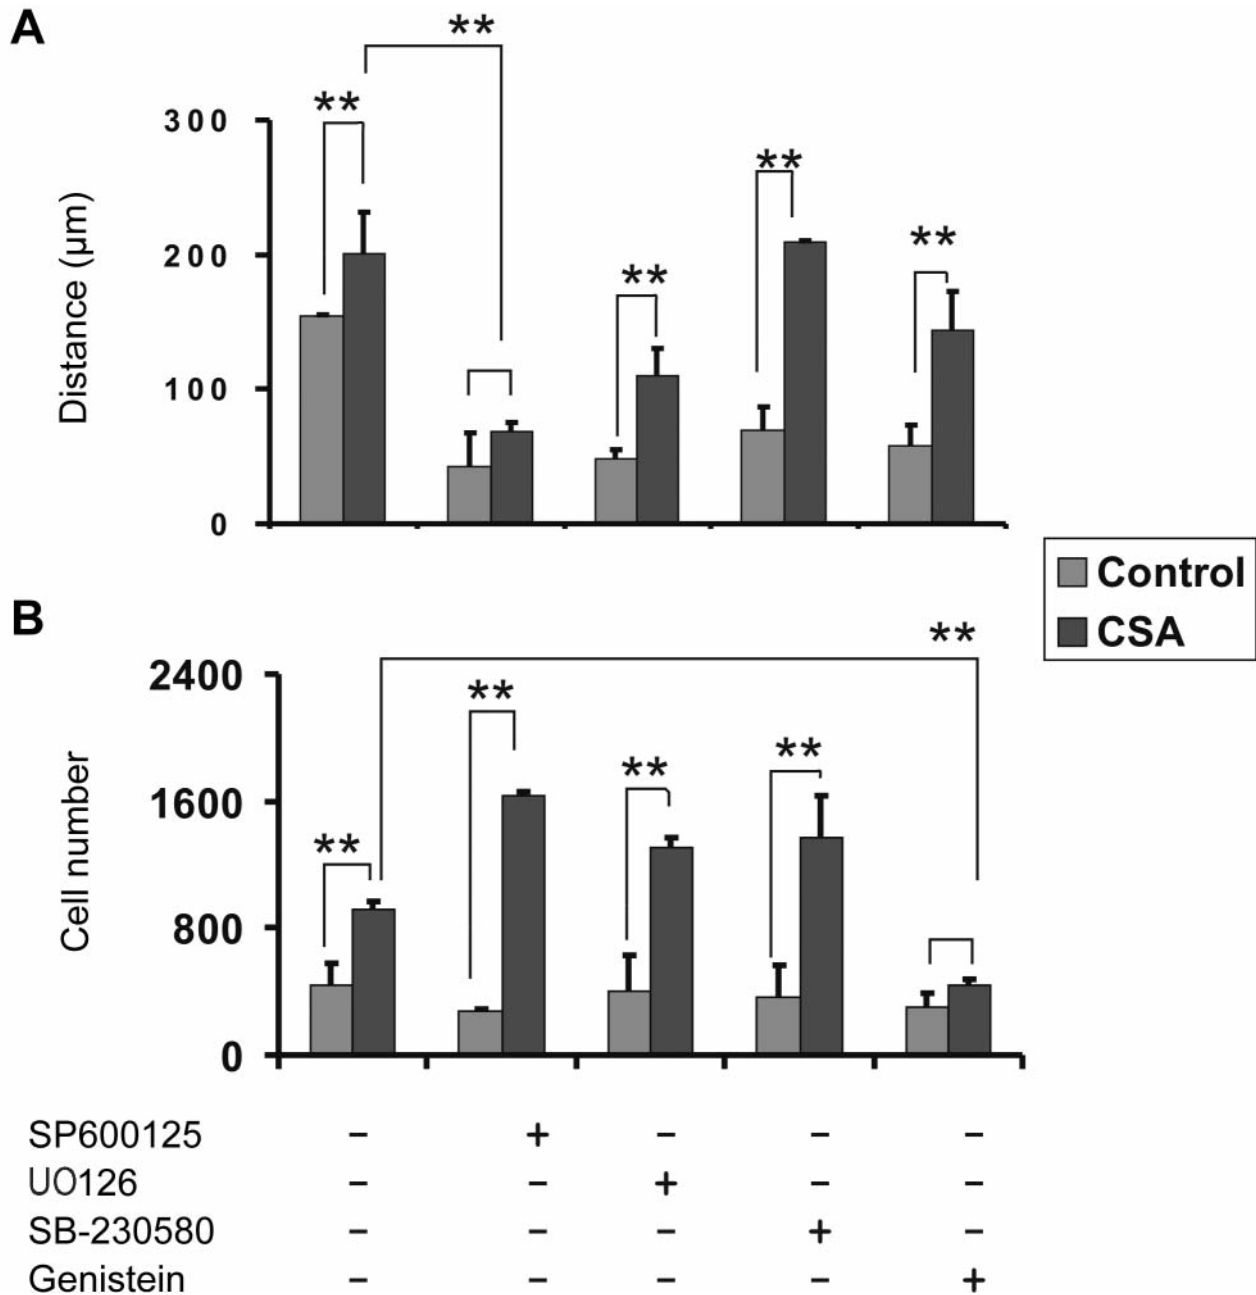 A
**
**
300
**
**
200
**
100
0
Distance (µm)
Control
CSA
B
**
2400
**
**
**
1600
**
800
0
Cell number
SP600125 – + – – –
UO126 – – + – –
SB-230580 – – – + –
Genistein – – – – +